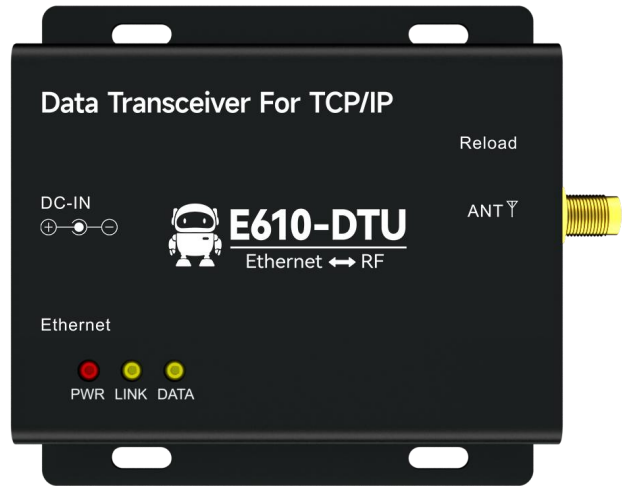 Data Transceiver For TCP/IP
Reload
DC-IN
ANT
E610-DTU
Ethernet ↔ RF
Ethernet
PWR LINK DATA